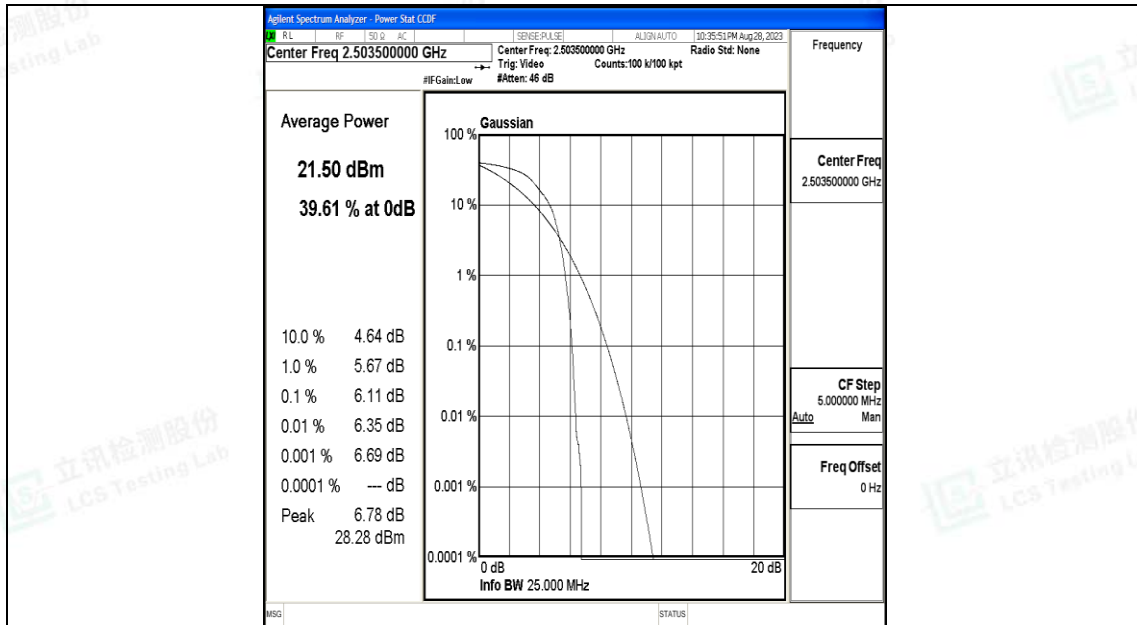 Agilent Spectrum Analyzer - Power Stat CCDF
LXI RL RF 50 Ω AC SENSE:PULSE ALIGN AUTO 10:35:51 PM Aug 28, 2023
Center Freq 2.503500000 GHz
Center Freq: 2.503500000 GHz Radio Std: None
Trig: Video Counts:100 k/100 kpt
#IFGain:Low #Atten: 46 dB
Frequency
Average Power
21.50 dBm
39.61 % at 0dB
10.0 % 4.64 dB
1.0 % 5.67 dB
0.1 % 6.11 dB
0.01 % 6.35 dB
0.001 % 6.69 dB
0.0001 % --- dB
Peak 6.78 dB
28.28 dBm
Gaussian
100 %
10 %
1 %
0.1 %
0.01 %
0.001 %
0.0001 %
0 dB 20 dB
Info BW 25.000 MHz
Center Freq
2.503500000 GHz
CF Step
5.000000 MHz
Auto Man
Freq Offset
0 Hz
MSG STATUS
立讯检测股份
LCS Testing Lab
立讯检测股份
LCS Testing L